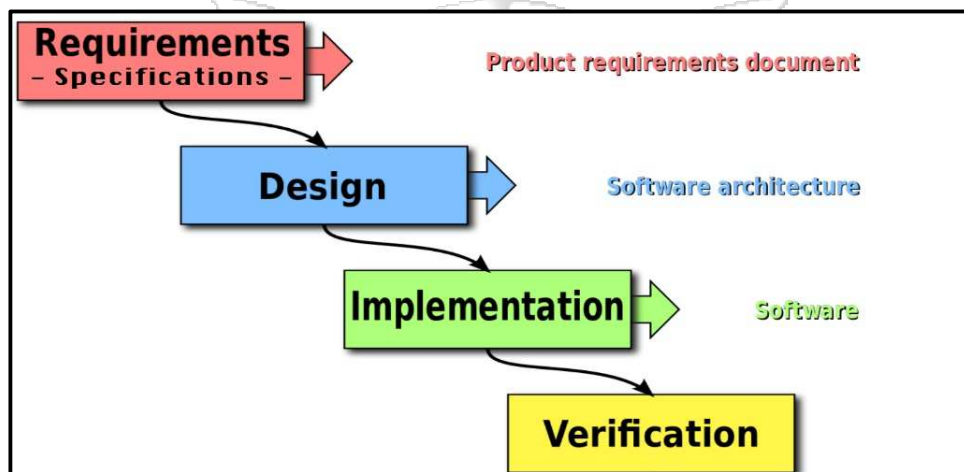 Requirements
– Specifications –
Product requirements document
Design
Software architecture
Implementation
Software
Verification